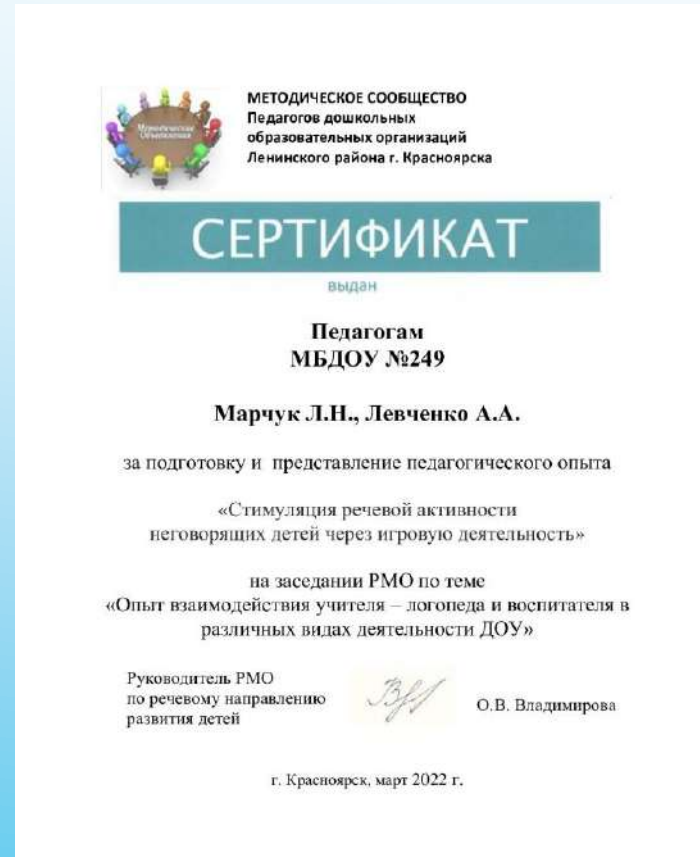 Методическое
Объединение
МЕТОДИЧЕСКОЕ СООБЩЕСТВО
Педагогов дошкольных
образовательных организаций
Ленинского района г. Красноярска
СЕРТИФИКАТ
выдан
Педагогам
МБДОУ №249
Марчук Л.Н., Левченко А.А.
за подготовку и представление педагогического опыта
«Стимуляция речевой активности
неговорящих детей через игровую деятельность»
на заседании РМО по теме
«Опыт взаимодействия учителя – логопеда и воспитателя в
различных видах деятельности ДОУ»
Руководитель РМО
по речевому направлению
развития детей
О.В. Владимирова
г. Красноярск, март 2022 г.